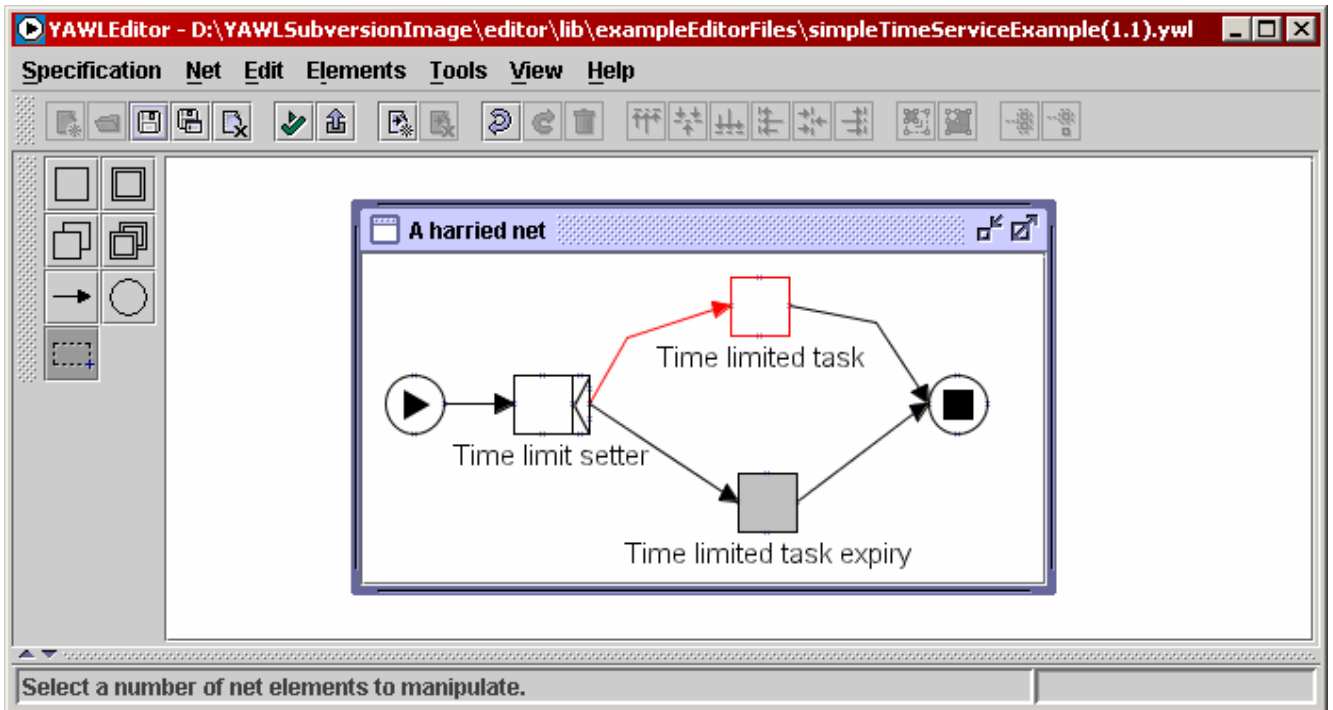 YAWLEditor - D:\YAWLSubversionImage\editor\lib\exampleEditorFiles\simpleTimeServiceExample(1.1).ywl
Specification Net Edit Elements Tools View Help
A harried net
Time limited task
Time limit setter
Time limited task expiry
Select a number of net elements to manipulate.